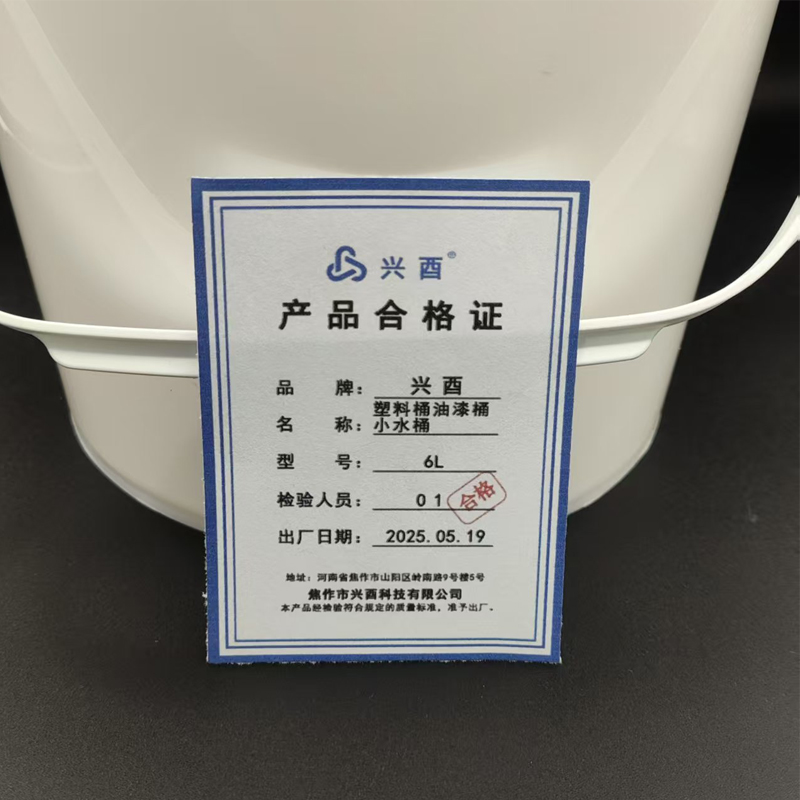 兴酉®
产品合格证
品牌：兴酉
名称：塑料桶油漆桶
小水桶
型号：6L
检验人员：01
合格
出厂日期：2025.05.19
地址：河南省焦作市山阳区岭南路9号楼5号
焦作市兴酉科技有限公司
本产品经检验符合规定的质量标准，准予出厂。